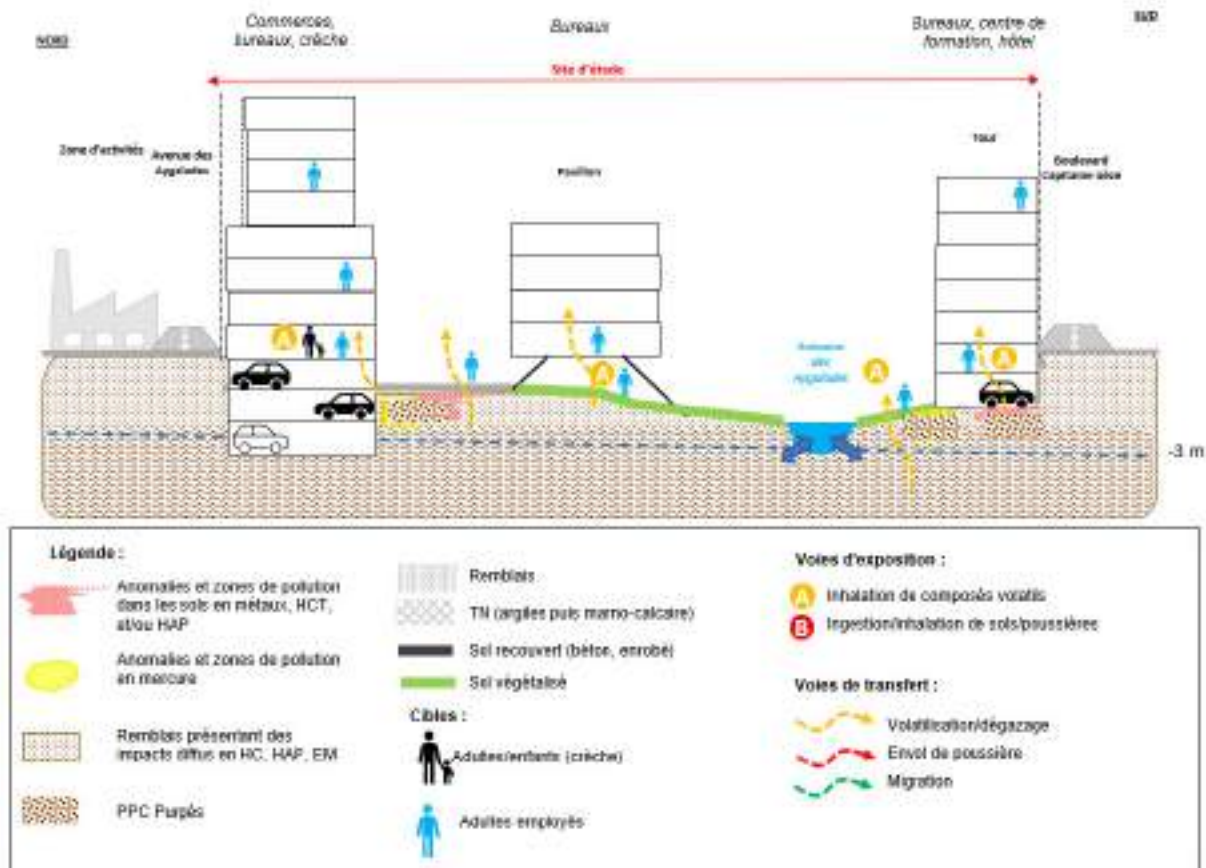 NORD
Commerces,
bureaux, crèche
Bureaux
Bureaux, centre de
formation, hôtel
SUD
Site d'étude
Zone d'activités
Avenue des
Aygalades
Pavillon
Tour
Boulevard
Capitaine
A
A
A
A
des
Aygalades
-3 m
Légende :
Anomalies et zones de pollution
dans les sols en métaux, HCT,
et/ou HAP
Anomalies et zones de pollution
en mercure
Remblais présentant des
impacts diffus en HC, HAP, EM
PPC Purgés
Remblais
TN (argiles puis marno-calcaire)
Sol recouvert (béton, enrobé)
Sol végétalisé
Cibles :
Adultes/enfants (crèche)
Adultes employés
Voies d'exposition :
A Inhalation de composés volatils
B Ingestion/inhalation de sols/poussières
Voies de transfert :
Volatilisation/dégazage
Envol de poussière
Migration